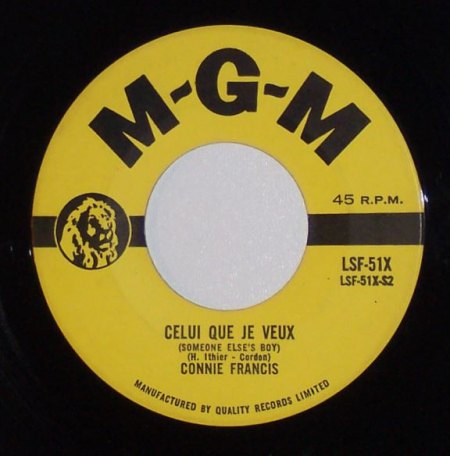 M-G-M
45 R.P.M.
LSF-51X
LSF-51X-S2
CELUI QUE JE VEUX
(SOMEONE ELSE'S BOY)
(H. Ithier - Cordon)
CONNIE FRANCIS
MANUFACTURED BY QUALITY RECORDS LIMITED